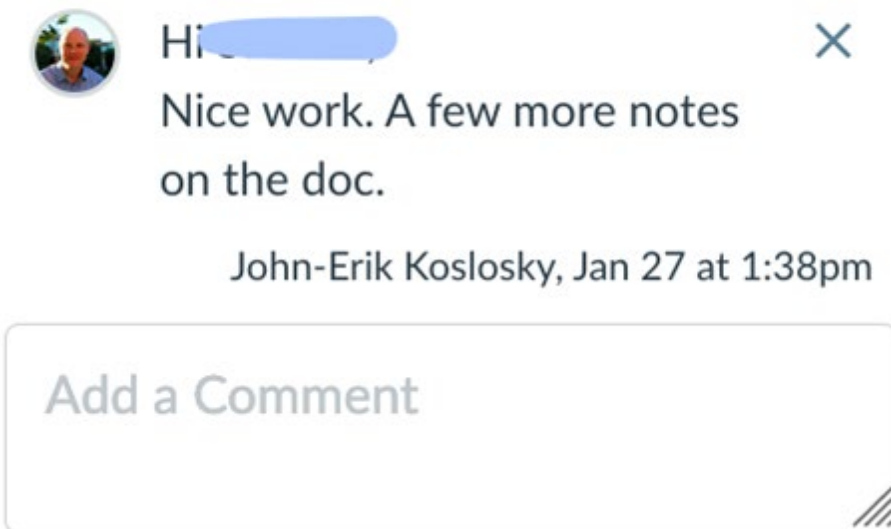 Hi
Nice work. A few more notes
on the doc.
John-Erik Koslosky, Jan 27 at 1:38pm
Add a Comment